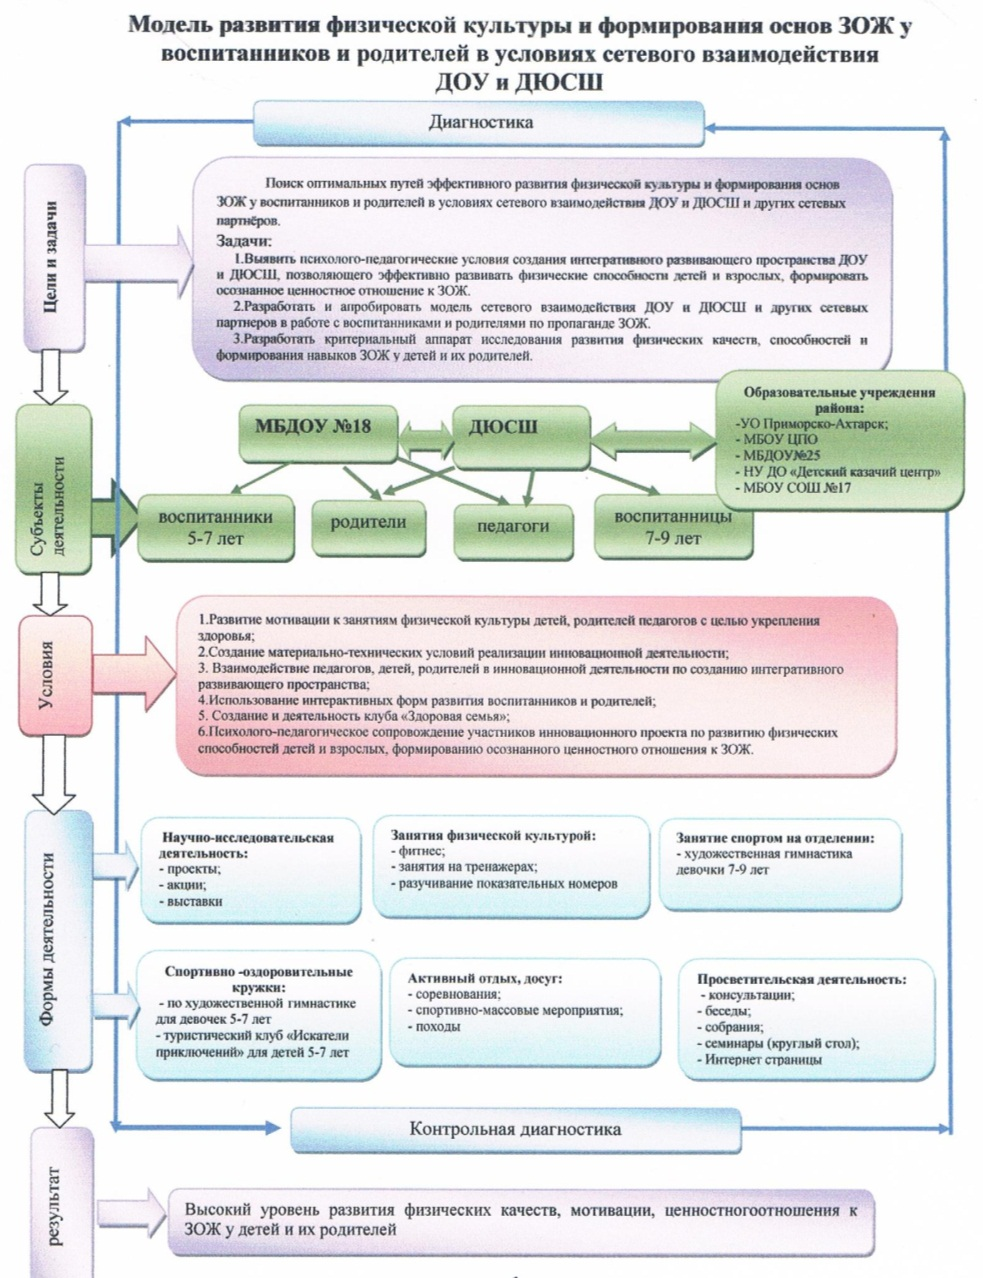 Модель развития физической культуры и формирования основ ЗОЖ у
воспитанников и родителей в условиях сетевого взаимодействия
ДОУ и ДЮСШ
Диагностика
Цели и задачи
Поиск оптимальных путей эффективного развития физической культуры и формирования основ
ЗОЖ у воспитанников и родителей в условиях сетевого взаимодействия ДОУ и ДЮСШ и других сетевых
партнёров.
Задачи:
1.Выявить психолого-педагогические условия создания интегративного развивающего пространства ДОУ
и ДЮСШ, позволяющего эффективно развивать физические способности детей и взрослых, формировать
осознанное ценностное отношение к ЗОЖ.
2.Разработать и апробировать модель сетевого взаимодействия ДОУ и ДЮСШ и других сетевых
партнеров в работе с воспитанниками и родителями по пропаганде ЗОЖ.
3.Разработать критериальный аппарат исследования развития физических качеств, способностей и
формирования навыков ЗОЖ у детей и их родителей.
Субъекты
деятельности
МБДОУ №18
ДЮСШ
Образовательные учреждения
района:
-УО Приморско-Ахтарск;
- МБОУ ЦПО
- МБДОУ№25
- НУ ДО «Детский казачий центр»
- МБОУ СОШ №17
воспитанники
5-7 лет
родители
педагоги
воспитанницы
7-9 лет
Условия
1.Развитие мотивации к занятиям физической культуры детей, родителей педагогов с целью укрепления
здоровья;
2.Создание материально-технических условий реализации инновационной деятельности;
3. Взаимодействие педагогов, детей, родителей в инновационной деятельности по созданию интегративного
развивающего пространства;
4.Использование интерактивных форм развития воспитанников и родителей;
5. Создание и деятельность клуба «Здоровая семья»;
6.Психолого-педагогическое сопровождение участников инновационного проекта по развитию физических
способностей детей и взрослых, формированию осознанного ценностного отношения к ЗОЖ.
Формы деятельности
Научно-исследовательская
деятельность:
- проекты;
- акции;
- выставки
Занятия физической культурой:
- фитнес;
- занятия на тренажерах;
- разучивание показательных номеров
Занятие спортом на отделении:
- художественная гимнастика
девочки 7-9 лет
Спортивно -оздоровительные
кружки:
- по художественной гимнастике
для девочек 5-7 лет
- туристический клуб «Искатели
приключений» для детей 5-7 лет
Активный отдых, досуг:
- соревнования;
- спортивно-массовые мероприятия;
- походы
Просветительская деятельность:
- консультации;
- беседы;
- собрания;
- семинары (круглый стол);
- Интернет страницы
Контрольная диагностика
результат
Высокий уровень развития физических качеств, мотивации, ценностногоотношения к
ЗОЖ у детей и их родителей